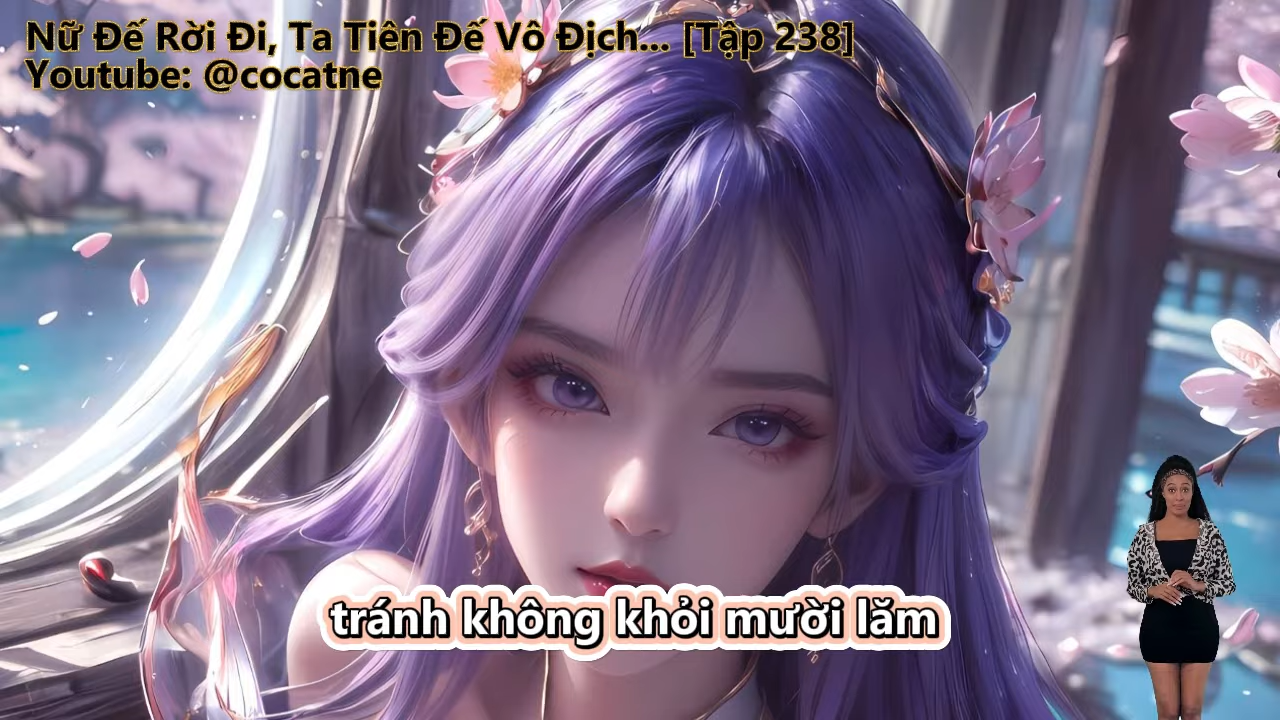 Nữ Đế Rời Đi, Ta Tiên Đế Vô Địch... [Tập 238]
Youtube: @cocatne
tránh không khỏi mười lăm